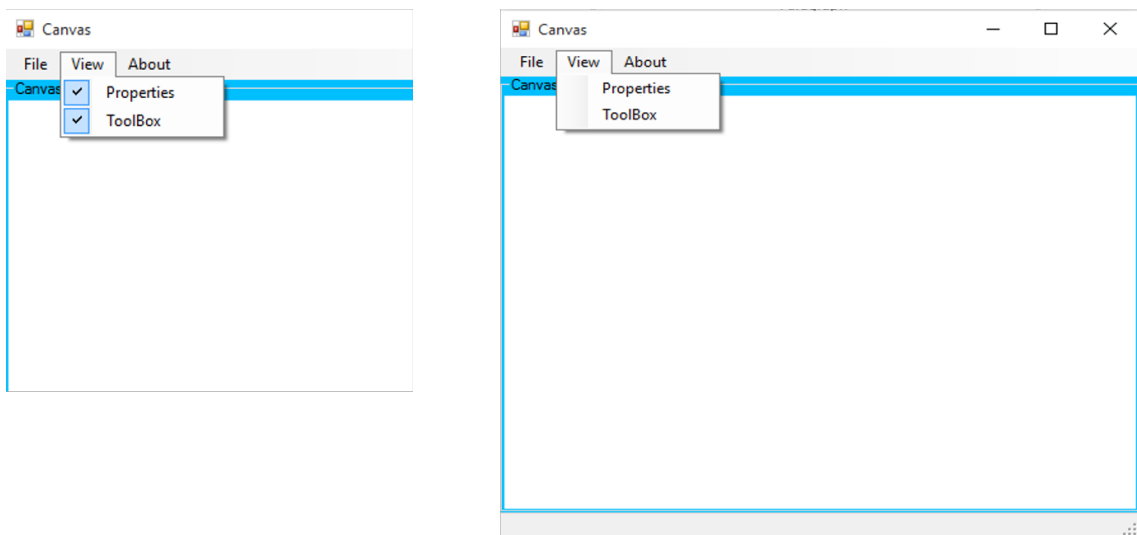 Canvas
File View About
Canvas
Properties
ToolBox
Canvas
File View About
Canvas
Properties
ToolBox